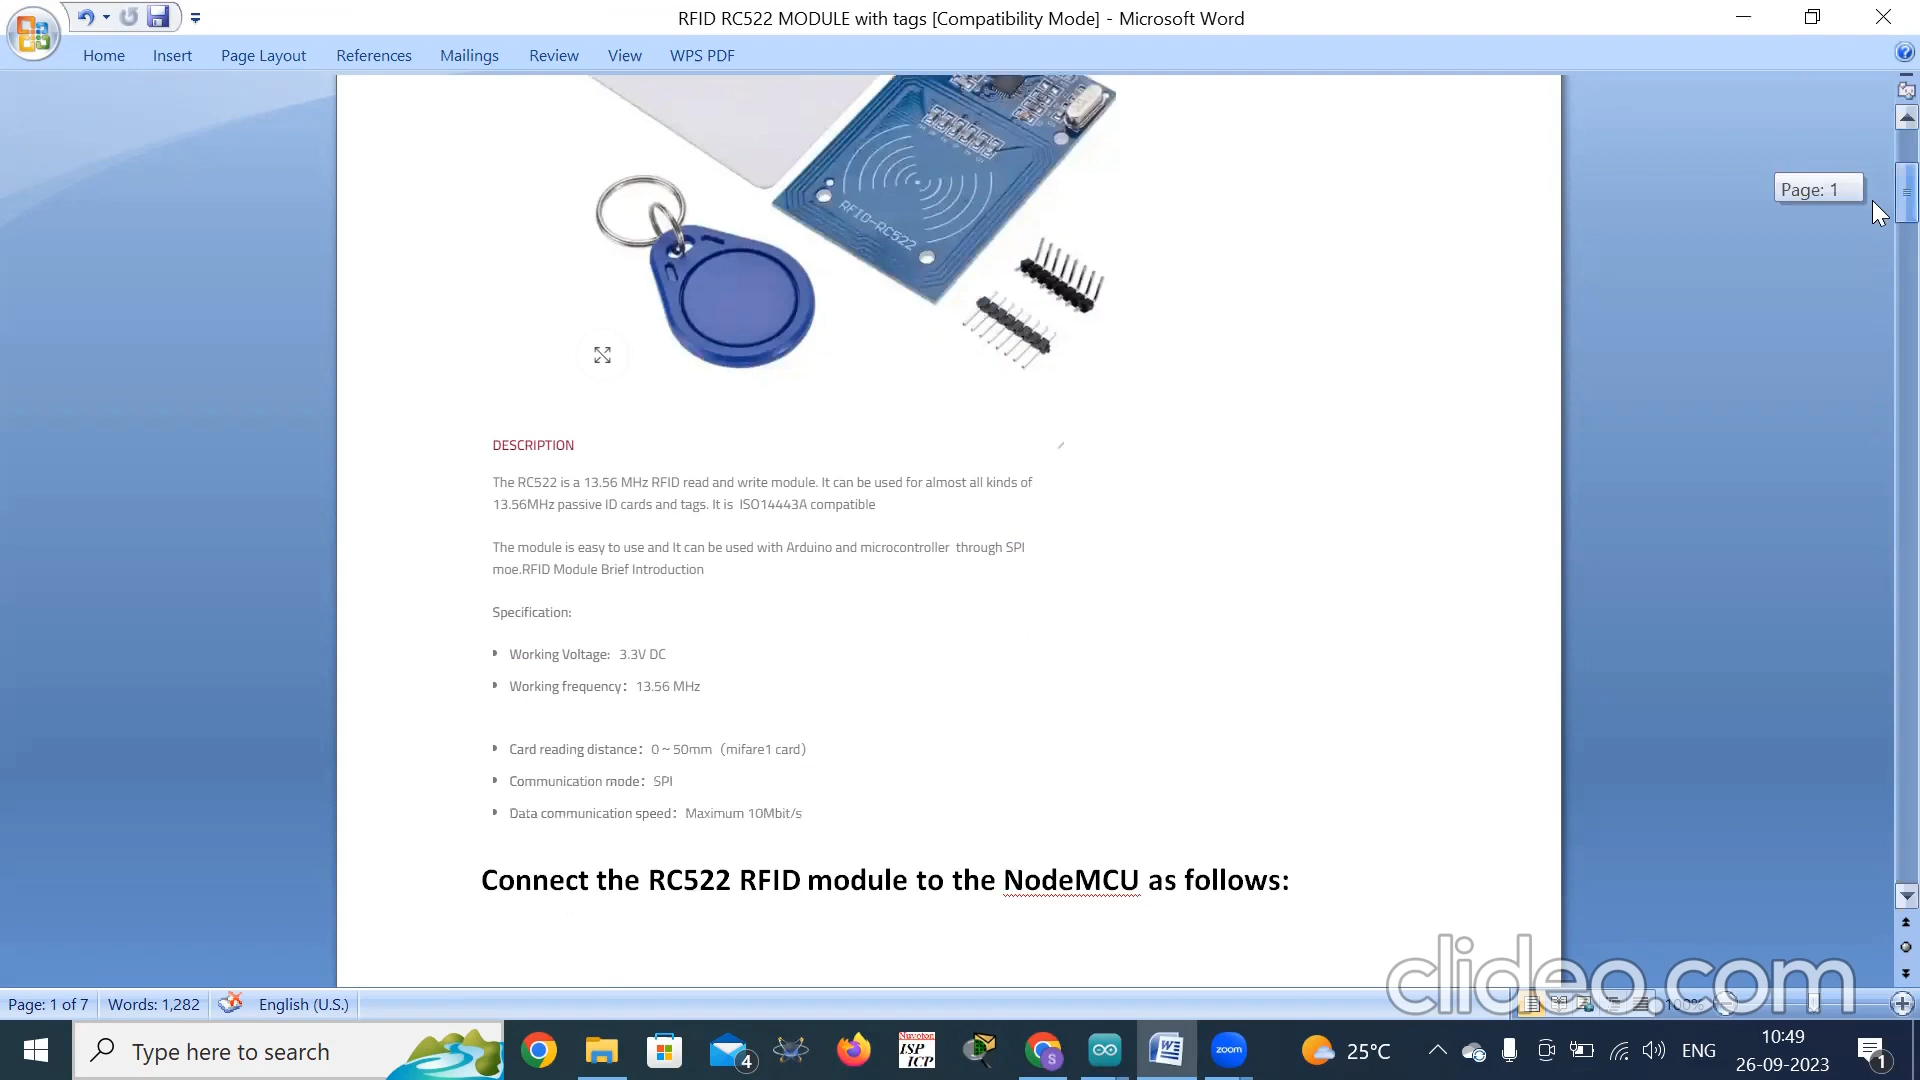 RFID RC522 MODULE with tags [Compatibility Mode] - Microsoft Word
Home Insert Page Layout References Mailings Review View WPS PDF
Page: 1
RFID-RC522
DESCRIPTION
The RC522 is a 13.56 MHz RFID read and write module. It can be used for almost all kinds of
13.56MHz passive ID cards and tags. It is ISO14443A compatible
The module is easy to use and It can be used with Arduino and microcontroller through SPI
moe.RFID Module Brief Introduction
Specification:
Working Voltage: 3.3V DC
Working frequency： 13.56 MHz
Card reading distance： 0 ~ 50mm（mifare1 card）
Communication mode： SPI
Data communication speed： Maximum 10Mbit/s
Connect the RC522 RFID module to the NodeMCU as follows:
clideo.com
Page: 1 of 7 Words: 1,282 English (U.S.) 100%
Type here to search
4
Nuvoton
ISP
ICP
S
W
zoom
25°C
ENG
10:49
26-09-2023
1